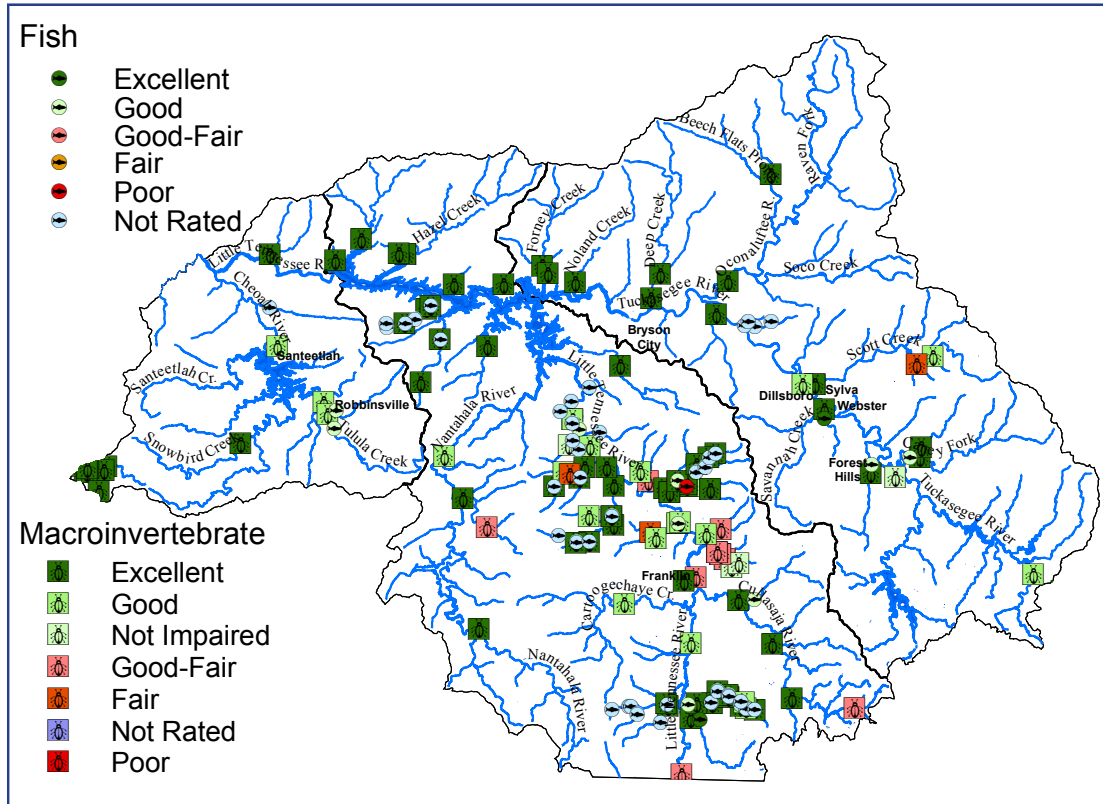 Fish
Excellent
Good
Good-Fair
Fair
Poor
Not Rated
Beech Flats Prong
Raven Fork
Hazel Creek
Forney Creek
Noland Creek
Deep Creek
Oconaluftee R.
Soco Creek
Little Tennessee R.
Cheoah River
Tuckasegee River
Bryson
City
Scott Creek
Santeetlah
Santeetlah Cr.
Little Tennessee River
Dillsboro
Sylva
Webster
Robbinsville
Nantahala River
Tulula Creek
Snowbird Creek
Savannah Creek
Caney Fork
Forest
Hills
Tuckasegee River
Macroinvertebrate
Excellent
Good
Not Impaired
Good-Fair
Fair
Not Rated
Poor
Franklin
Cartoogechaye Cr.
Cullasaja River
Nantahala River
Little Tennessee River